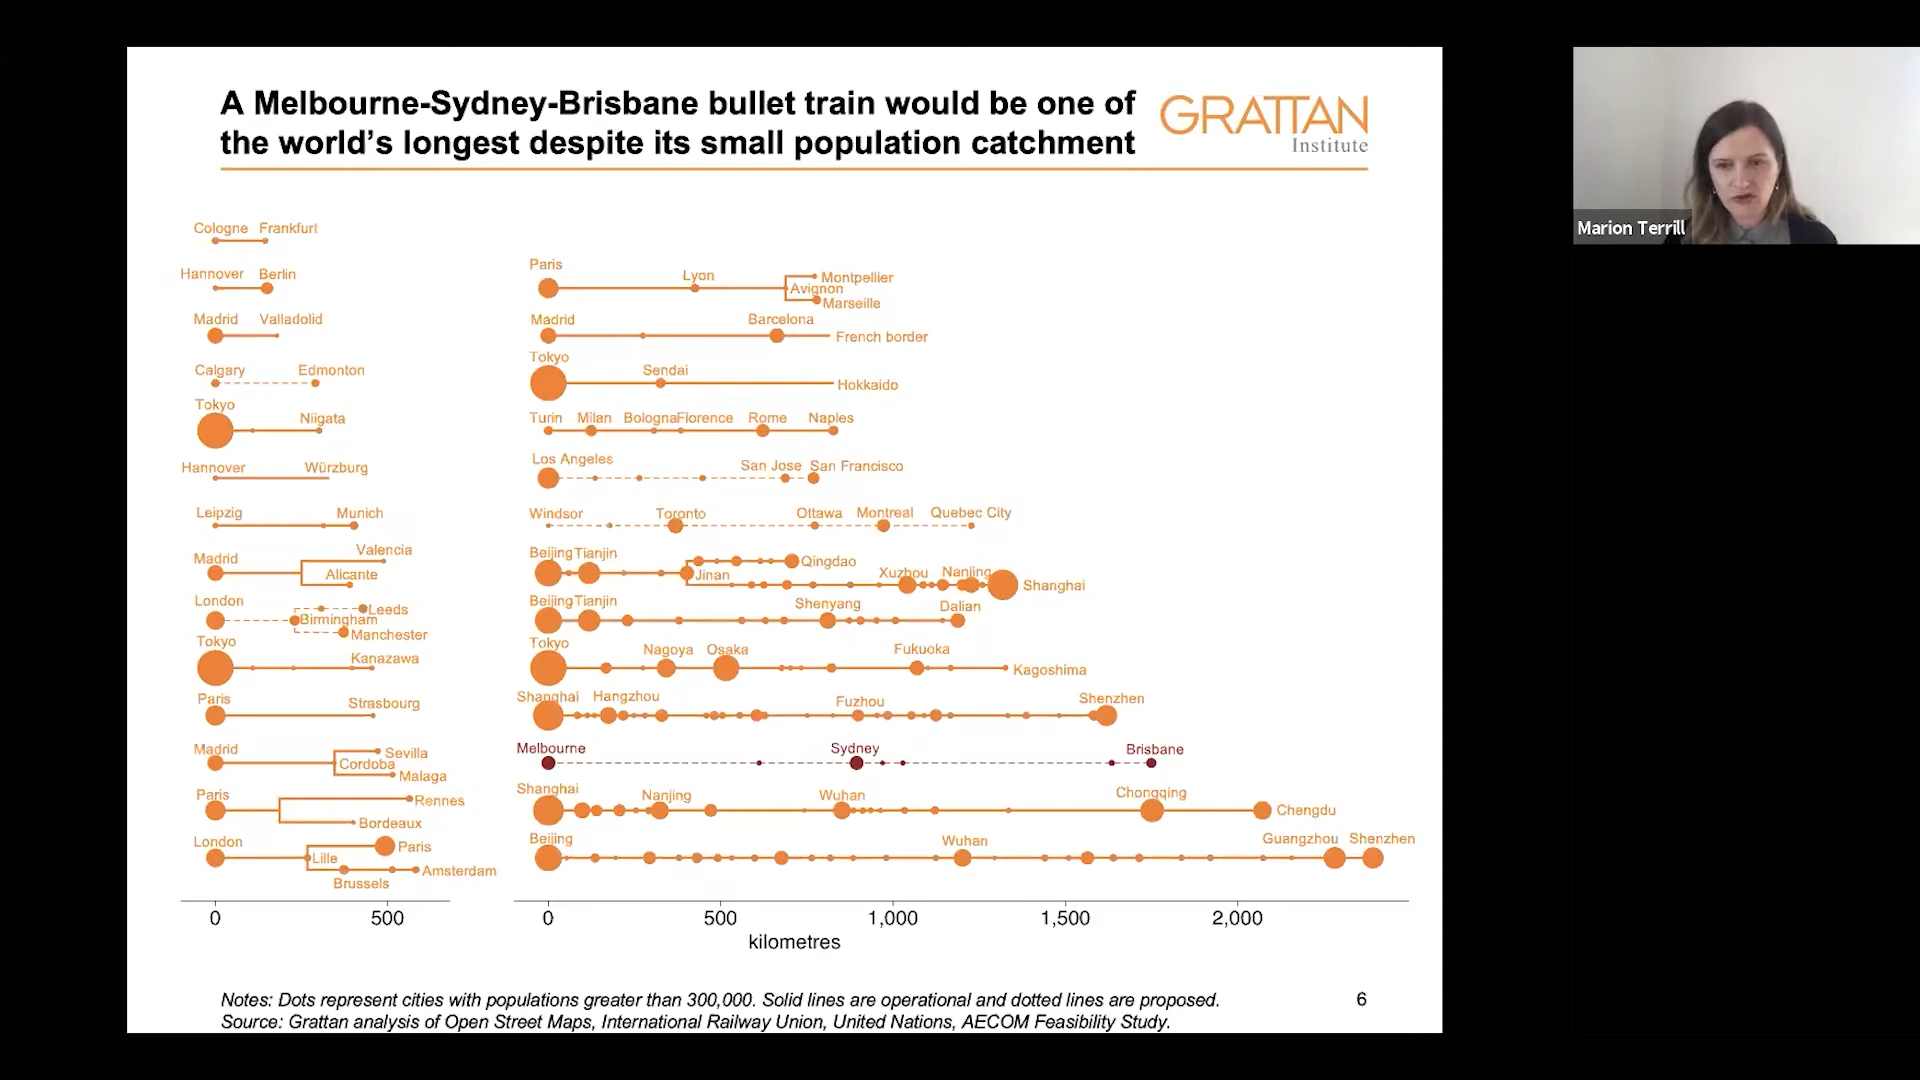 A Melbourne-Sydney-Brisbane bullet train would be one of
the world's longest despite its small population catchment
GRATTAN
Institute
Marion Terrill
Cologne Frankfurt
Hannover Berlin
Madrid Valladolid
Calgary Edmonton
Tokyo
Niigata
Hannover Würzburg
Leipzig Munich
Madrid
Valencia
Alicante
London
Leeds
Birmingham
Manchester
Tokyo
Kanazawa
Paris
Strasbourg
Madrid
Sevilla
Cordoba
Malaga
Paris
Rennes
Bordeaux
London
Paris
Lille
Amsterdam
Brussels
Paris
Lyon
Montpellier
Avignon
Marseille
Madrid Barcelona
French border
Tokyo
Sendai
Hokkaido
Turin Milan Bologna Florence Rome Naples
Los Angeles San Jose San Francisco
Windsor Toronto Ottawa Montreal Quebec City
Beijing Tianjin
Qingdao
Jinan
Xuzhou Nanjing
Shanghai
Beijing Tianjin Shenyang Dalian
Tokyo
Nagoya Osaka Fukuoka
Kagoshima
Shanghai Hangzhou Fuzhou Shenzhen
Melbourne Sydney Brisbane
Shanghai
Nanjing Wuhan Chongqing
Chengdu
Beijing Wuhan Guangzhou Shenzhen
0 500
0 500 1,000 1,500 2,000
kilometres
Notes: Dots represent cities with populations greater than 300,000. Solid lines are operational and dotted lines are proposed.
Source: Grattan analysis of Open Street Maps, International Railway Union, United Nations, AECOM Feasibility Study.
6